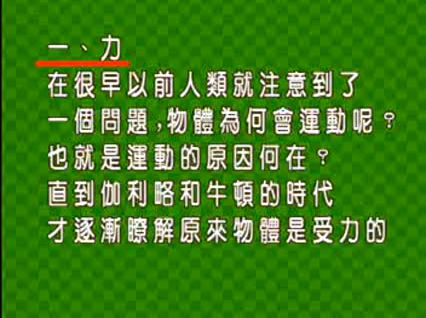 一、力
在很早以前人類就注意到了
一個問題,物體為何會運動呢?
也就是運動的原因何在?
直到伽利略和牛頓的時代
才逐漸瞭解原來物體是受力的